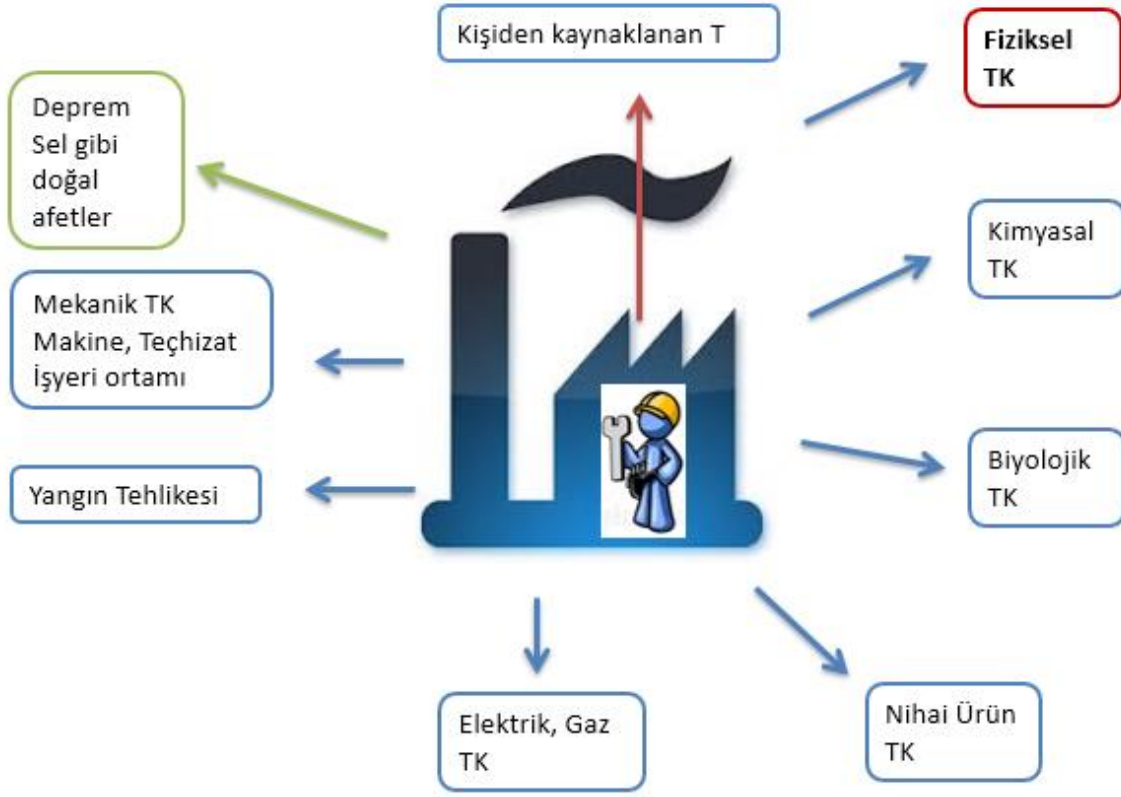 Kişiden kaynaklanan T
Fiziksel
TK
Deprem
Sel gibi
doğal
afetler
Kimyasal
TK
Mekanik TK
Makine, Teçhizat
İşyeri ortamı
Biyolojik
TK
Yangın Tehlikesi
Elektrik, Gaz
TK
Nihai Ürün
TK